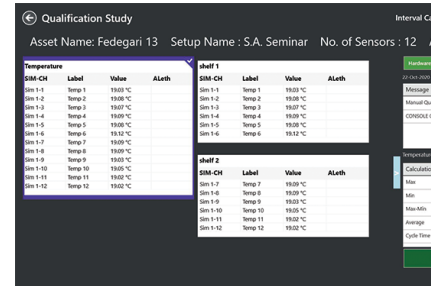 Qualification Study
Interval Ca
Asset Name: Fedegari 13 Setup Name : S.A. Seminar No. of Sensors : 12
Temperature
SIM-CH Label Value ALeth
Sim 1-1 Temp 1 19.03 °C
Sim 1-2 Temp 2 19.08 °C
Sim 1-3 Temp 3 19.07 °C
Sim 1-4 Temp 4 19.09 °C
Sim 1-5 Temp 5 19.08 °C
Sim 1-6 Temp 6 19.12 °C
Sim 1-7 Temp 7 19.09 °C
Sim 1-8 Temp 8 19.09 °C
Sim 1-9 Temp 9 19.03 °C
Sim 1-10 Temp 10 19.05 °C
Sim 1-11 Temp 11 19.02 °C
Sim 1-12 Temp 12 19.02 °C
shelf 1
SIM-CH Label Value ALeth
Sim 1-1 Temp 1 19.03 °C
Sim 1-2 Temp 2 19.08 °C
Sim 1-3 Temp 3 19.07 °C
Sim 1-4 Temp 4 19.09 °C
Sim 1-5 Temp 5 19.08 °C
Sim 1-6 Temp 6 19.12 °C
shelf 2
SIM-CH Label Value ALeth
Sim 1-7 Temp 7 19.09 °C
Sim 1-8 Temp 8 19.09 °C
Sim 1-9 Temp 9 19.03 °C
Sim 1-10 Temp 10 19.05 °C
Sim 1-11 Temp 11 19.02 °C
Sim 1-12 Temp 12 19.02 °C
Hardware
22-Oct-2020
Message
Manual Qu
CONSOLE
Temperature
Calculatio
Max
Min
Max-Min
Average
Cycle Time